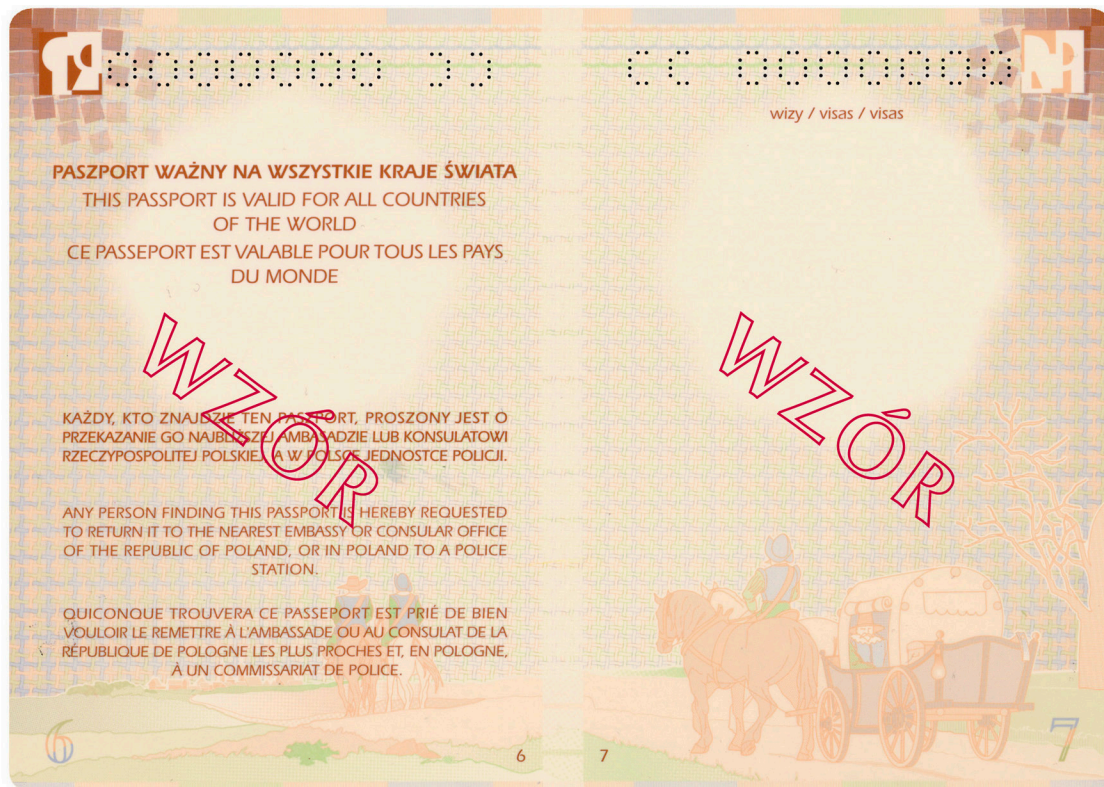 CC 0000000
PASZPORT WAŻNY NA WSZYSTKIE KRAJE ŚWIATA
THIS PASSPORT IS VALID FOR ALL COUNTRIES
OF THE WORLD
CE PASSEPORT EST VALABLE POUR TOUS LES PAYS
DU MONDE
WZÓR
KAŻDY, KTO ZNAJDZIE TEN PASZPORT, PROSZONY JEST O
PRZEKAZANIE GO NAJBLIŻSZEJ AMBASADZIE LUB KONSULATOWI
RZECZYPOSPOLITEJ POLSKIEJ, A W POLSCE JEDNOSTCE POLICJI.
ANY PERSON FINDING THIS PASSPORT IS HEREBY REQUESTED
TO RETURN IT TO THE NEAREST EMBASSY OR CONSULAR OFFICE
OF THE REPUBLIC OF POLAND, OR IN POLAND TO A POLICE
STATION.
QUICONQUE TROUVERA CE PASSEPORT EST PRIÉ DE BIEN
VOULOIR LE REMETTRE À L'AMBASSADE OU AU CONSULAT DE LA
RÉPUBLIQUE DE POLOGNE LES PLUS PROCHES ET, EN POLOGNE,
À UN COMMISSARIAT DE POLICE.
6
6
CC 0000000
wizy / visas / visas
WZÓR
7
7